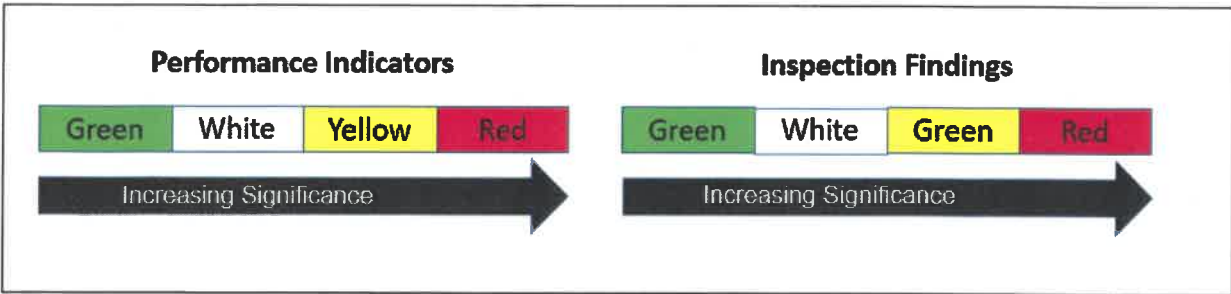 Performance Indicators
Green White Yellow Red
Increasing Significance
Inspection Findings
Green White Green Red
Increasing Significance